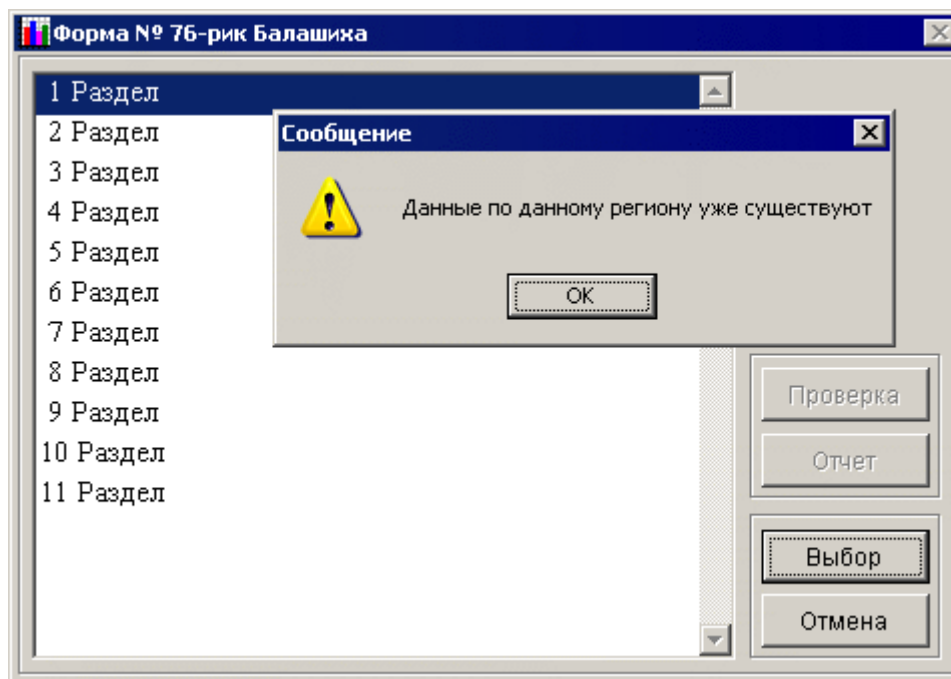 Форма № 76-рик Балашиха
1 Раздел
2 Раздел
3 Раздел
4 Раздел
5 Раздел
6 Раздел
7 Раздел
8 Раздел
9 Раздел
10 Раздел
11 Раздел
Сообщение
Данные по данному региону уже существуют
OK
Проверка
Отчет
Выбор
Отмена